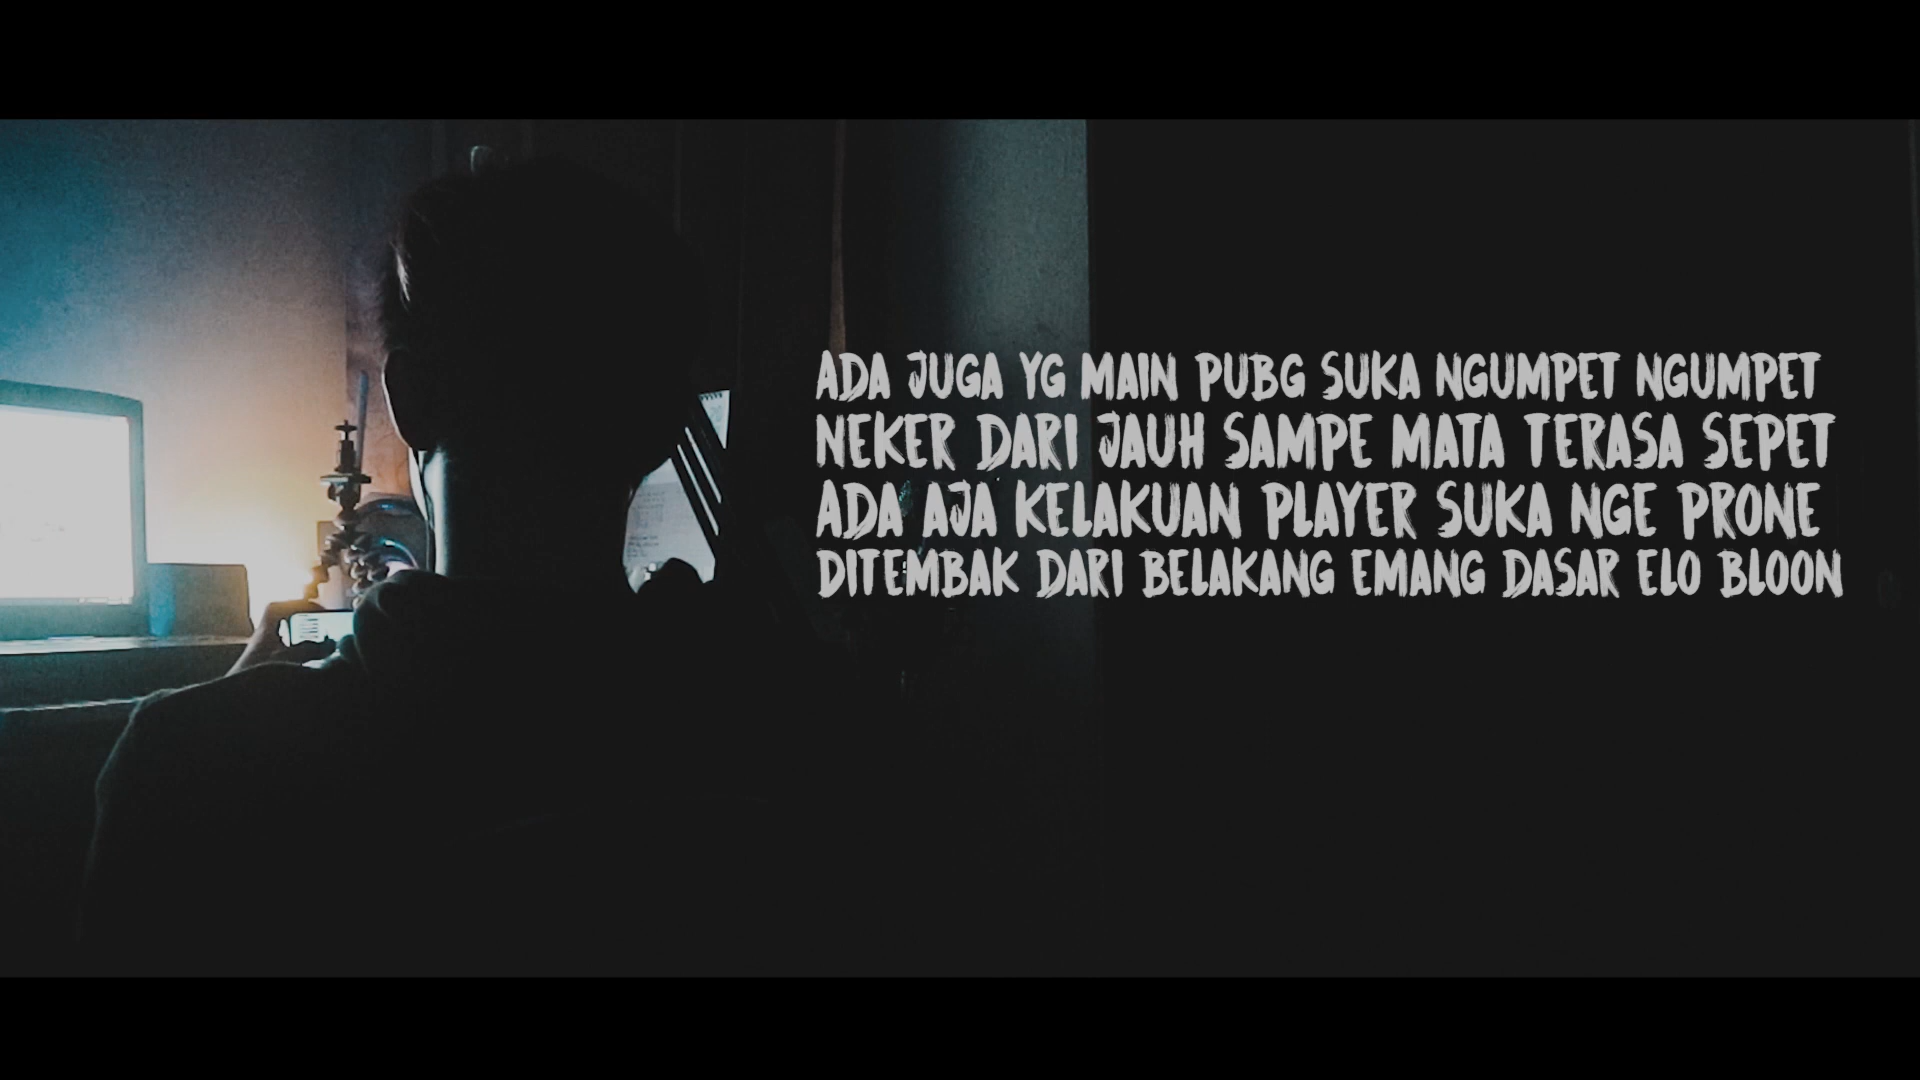 ADA JUGA YG MAIN PUBG SUKA NGUMPET NGUMPET
NEKER DARI JAUH SAMPE MATA TERASA SEPET
ADA AJA KELAKUAN PLAYER SUKA NGE PRONE
DITEMBAK DARI BELAKANG EMANG DASAR ELO BLOON